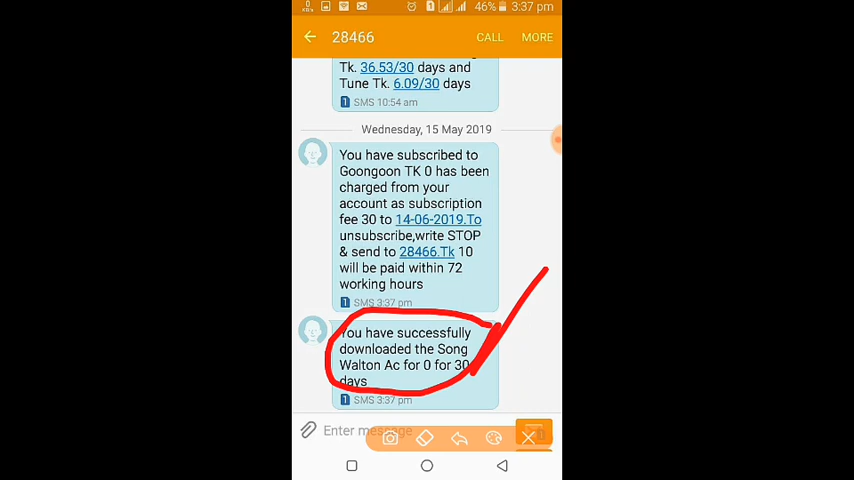 46% 3:37 pm
28466 CALL MORE
Tk. 36.53/30 days and
Tune Tk. 6.09/30 days
1 SMS 10:54 am
Wednesday, 15 May 2019
You have subscribed to
Goongoon TK 0 has been
charged from your
account as subscription
fee 30 to 14-06-2019.To
unsubscribe,write STOP
& send to 28466.Tk 10
will be paid within 72
working hours
1 SMS 3:37 pm
You have successfully
downloaded the Song
Walton Ac for 0 for 30
days
1 SMS 3:37 pm
Enter message